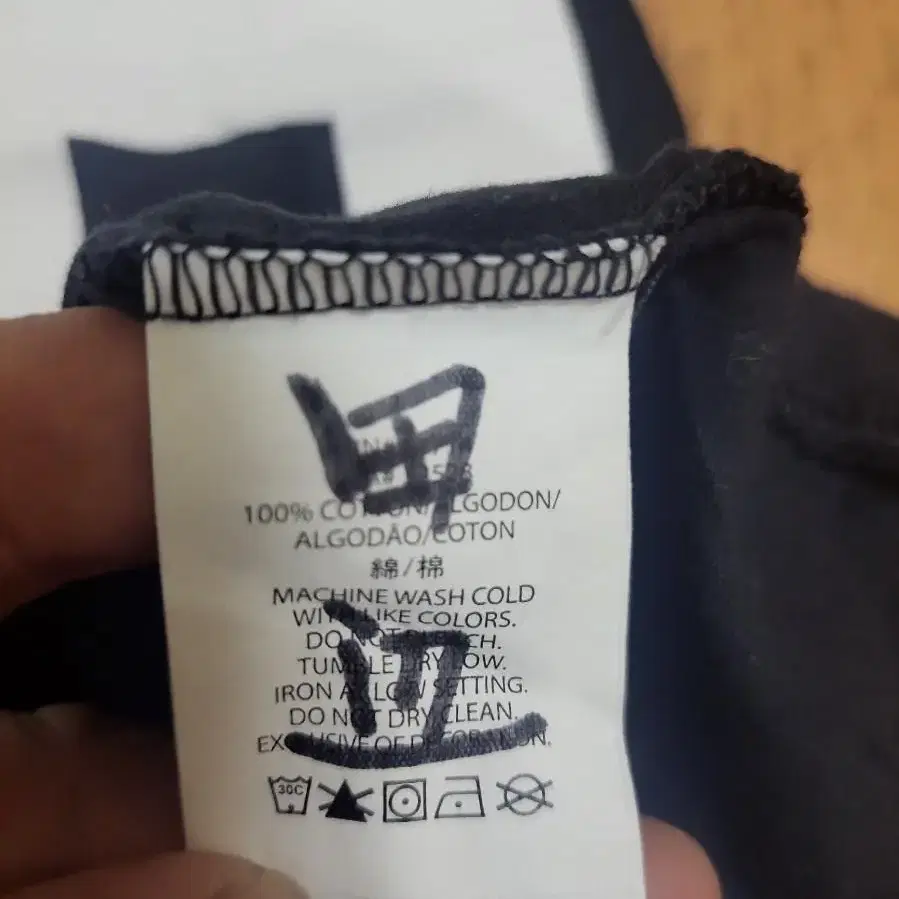 100% COTTON/ALGODON/
ALGODÃO/COTON
綿/棉
MACHINE WASH COLD
WITH LIKE COLORS.
DO NOT BLEACH.
TUMBLE DRY LOW.
辺
IRON AT LOW SETTING.
DO NOT DRY CLEAN.
EXCLUSIVE OF DECORATION.
30C